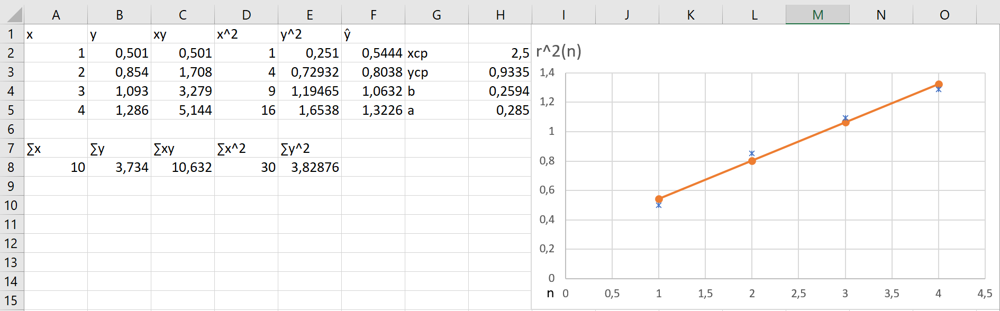 A B C D E F G H I J K L M N O
1 x y xy x^2 y^2 ŷ
2 1 0,501 0,501 1 0,251 0,5444 xcp 2,5
3 2 0,854 1,708 4 0,72932 0,8038 ycp 0,9335
4 3 1,093 3,279 9 1,19465 1,0632 b 0,2594
5 4 1,286 5,144 16 1,6538 1,3226 a 0,285
6
7 ∑x ∑y ∑xy ∑x^2 ∑y^2
8 10 3,734 10,632 30 3,82876
9
10
11
12
13
14
15
r^2(n)
1,4
1,2
1
0,8
0,6
0,4
0,2
0
n 0 0,5 1 1,5 2 2,5 3 3,5 4 4,5